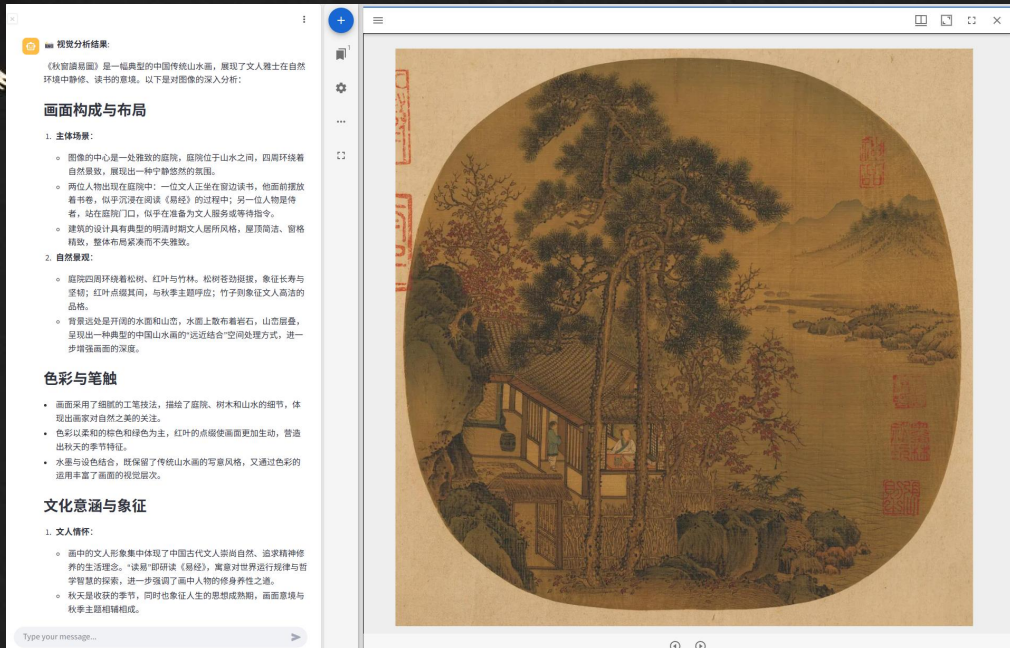 📷 视觉分析结果:
《秋窗讀易圖》是一幅典型的中国传统山水画，展现了文人雅士在自然
环境中静修、读书的意境。以下是对图像的深入分析：
画面构成与布局
1. 主体场景：
◦ 图像的中心是一处雅致的庭院，庭院位于山水之间，四周环绕着
自然景致，展现出一种宁静悠然的氛围。
◦ 两位人物出现在庭院中：一位文人正坐在窗边读书，他面前摆放
着书卷，似乎沉浸在阅读《易经》的过程中；另一位人物是侍
者，站在庭院门口，似乎在准备为文人服务或等待指令。
◦ 建筑的设计具有典型的明清时期文人居所风格，屋顶简洁、窗格
精致，整体布局紧凑而不失雅致。
2. 自然景观：
◦ 庭院四周环绕着松树、红叶与竹林。松树苍劲挺拔，象征长寿与
坚韧；红叶点缀其间，与秋季主题呼应；竹子则象征文人高洁的
品格。
◦ 背景远处是开阔的水面和山峦，水面上散布着岩石，山峦层叠，
呈现出一种典型的中国山水画的“远近结合”空间处理方式，进一
步增强画面的深度。
色彩与笔触
• 画面采用了细腻的工笔技法，描绘了庭院、树木和山水的细节，体
现出画家对自然之美的关注。
• 色彩以柔和的棕色和绿色为主，红叶的点缀使画面更加生动，营造
出秋天的季节特征。
• 水墨与设色结合，既保留了传统山水画的写意风格，又通过色彩的
运用丰富了画面的视觉层次。
文化意涵与象征
1. 文人情怀：
◦ 画中的文人形象集中体现了中国古代文人崇尚自然、追求精神修
养的生活理念。“读易”即研读《易经》，寓意对世界运行规律与哲
学智慧的探索，进一步强调了画中人物的修身养性之道。
◦ 秋天是收获的季节，同时也象征人生的思想成熟期，画面意境与
秋季主题相辅相成。
Type your message...
1